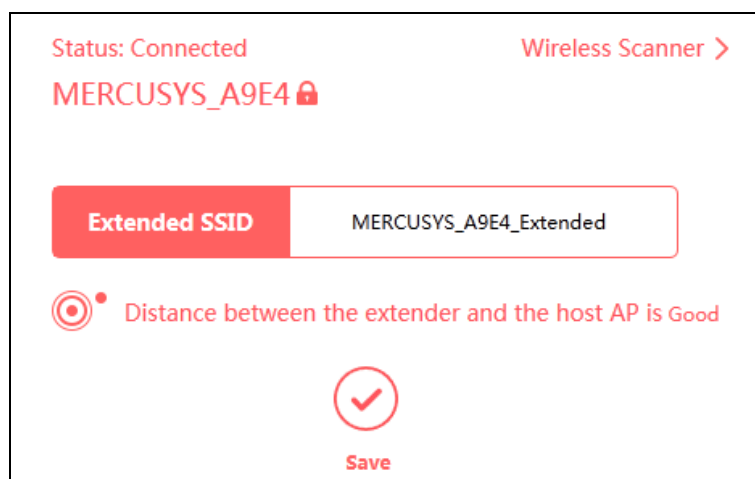 Status: Connected
Wireless Scanner >
MERCUSYS_A9E4
Extended SSID
MERCUSYS_A9E4_Extended
Distance between the extender and the host AP is Good
Save